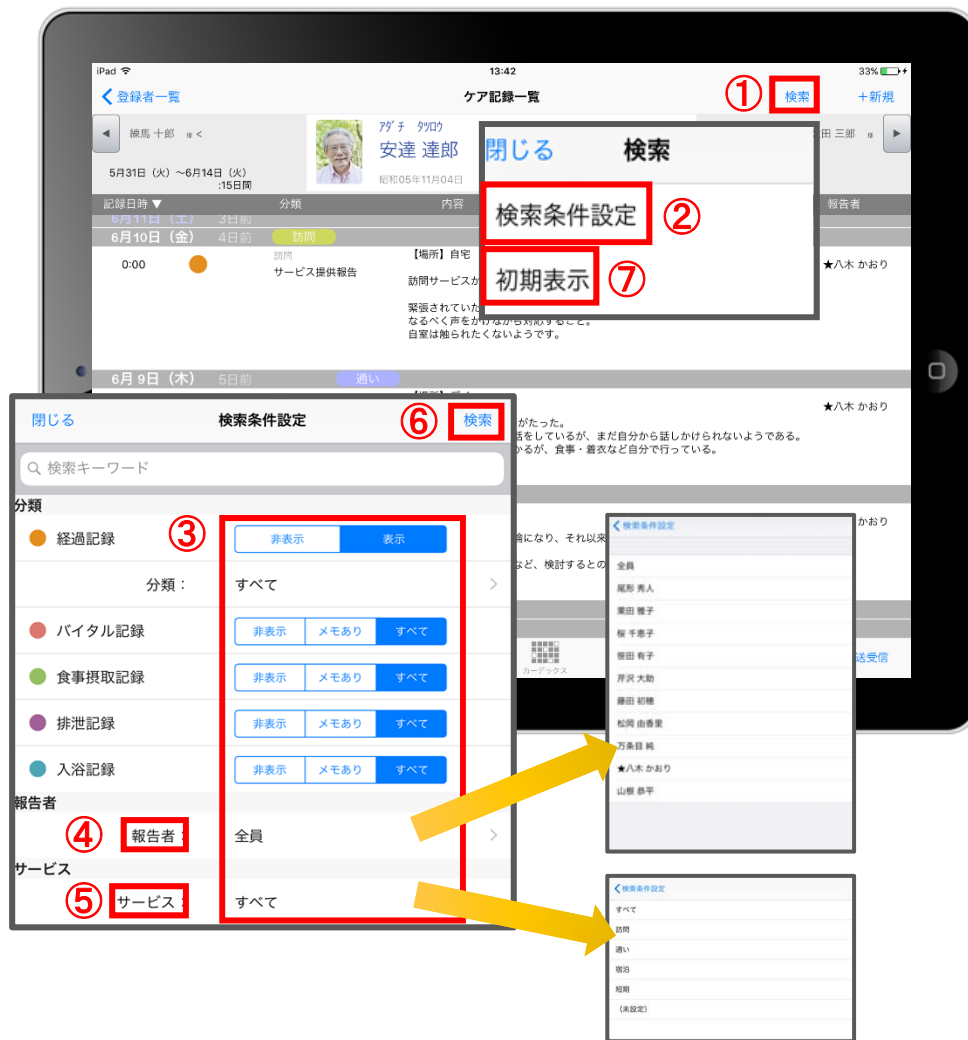 iPad 13:42 33%
登録者一覧 ケア記録一覧 ① 検索 +新規
練馬 十郎 様 <
アダチ タツロウ
安達 達郎
昭和05年11月04日
田 三郎 様
5月31日（火）～6月14日（火）
:15日間
閉じる 検索
検索条件設定 ②
初期表示 ⑦
記録日時 ▼ 分類 内容 報告者
6月11日（土） 3日前
6月10日（金） 4日前 訪問
0:00
訪問
サービス提供報告
【場所】自宅
訪問サービスが
緊張されていた
なるべく声をかけながら対応すること。
自室は触られたくないようです。
★八木 かおり
6月 9日（木） 5日前 通い
★八木 かおり
がたった。
話をしているが、まだ自分から話しかけられないようである。
かるが、食事・着衣など自分で行っている。
かおり
になり、それ以来
など、検討するとの
カーデックス
送受信
閉じる 検索条件設定 ⑥ 検索
検索キーワード
分類
③
経過記録 非表示 表示
分類： すべて
バイタル記録 非表示 メモあり すべて
食事摂取記録 非表示 メモあり すべて
排泄記録 非表示 メモあり すべて
入浴記録 非表示 メモあり すべて
報告者
④ 報告者： 全員
サービス
⑤ サービス： すべて
検索条件設定
全員
尾形 秀人
栗田 雅子
桜 千恵子
笹田 有子
芹沢 大助
藤田 初穂
松岡 由香里
万条目 純
★八木 かおり
山根 恭平
検索条件設定
すべて
訪問
通い
宿泊
短期
（未設定）